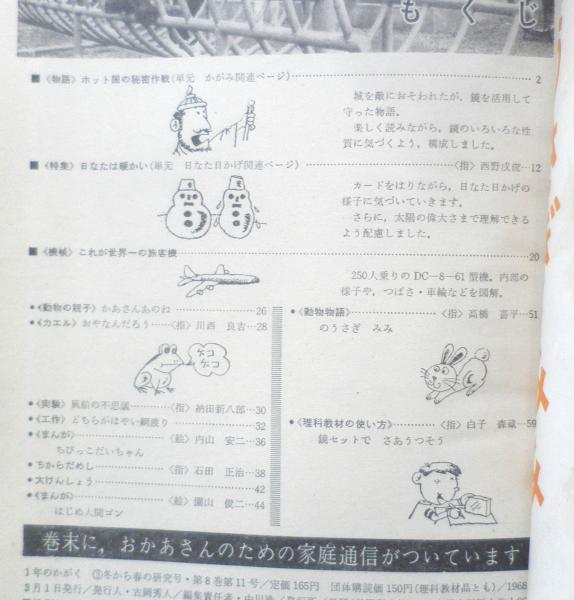 もくじ
■〈物語〉ホット国の秘密作戦(単元 かがみ関連ページ)……2
城を敵におそわれたが,鏡を活用して
守った物語。
楽しく読みながら,鏡のいろいろな性
質に気づくよう,構成しました。
■〈特集〉日なたは暖かい(単元 日なた日かげ関連ページ)……〈指〉西野戌俊…12
カードをはりながら,日なた日かげの
様子に気づいていきます。
さらに,太陽の偉大さまで理解できる
よう配慮しました。
■〈機械〉これが世界一の旅客機……20
250人乗りのDC—8—61型機。内部の
様子や,つばさ・車輪などを図解。
●〈動物の親子〉かあさんあのね……26
●〈カエル〉おやなんだろう……〈指〉川西 良吉…28
ゲコ
ゲコ
●〈実験〉風船の不思議……〈指〉納田新八郎…30
●〈工作〉どちらがはやい綱渡り……32
●〈まんが〉……〈絵〉内山 安二…36
ちびっこだいちゃん
●ちからだめし……〈指〉石田 正治…38
●大けんしょう……42
●〈まんが〉……〈絵〉園山 俊二…44
はじめ人間ゴン
●〈動物物語〉……〈指〉高橋 喜平…51
のうさぎ みみ
●〈理科教材の使い方〉……〈指〉白子 森蔵…59
鏡セットで さあうつそう
巻末に,おかあさんのための家庭通信がついています
1年のかがく ③冬から春の研究号・第8巻第11号/定価165円 団体購読価150円(理科教材品とも)/1968
3月1日発行/発行人・古岡秀人/編集責任者・中川